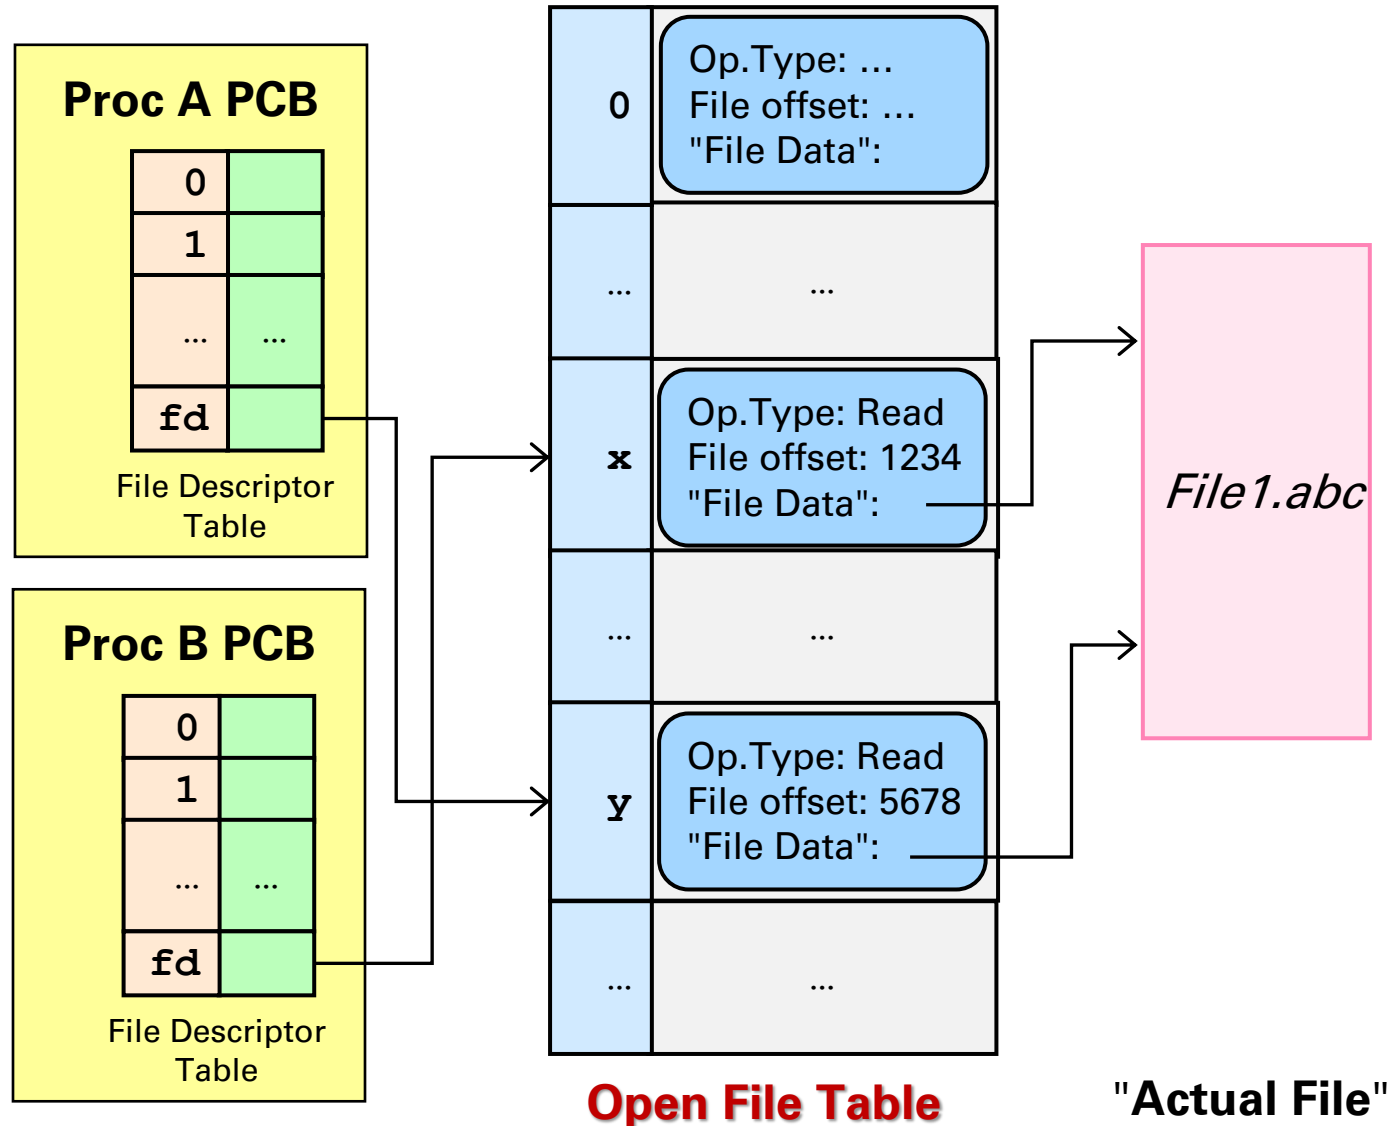 Proc A PCB
0
1
... ...
fd
File Descriptor
Table
Proc B PCB
0
1
... ...
fd
File Descriptor
Table
0
Op.Type: ...
File offset: ...
"File Data":
... ...
x
Op.Type: Read
File offset: 1234
"File Data":
... ...
y
Op.Type: Read
File offset: 5678
"File Data":
... ...
Open File Table
File1.abc
"Actual File"